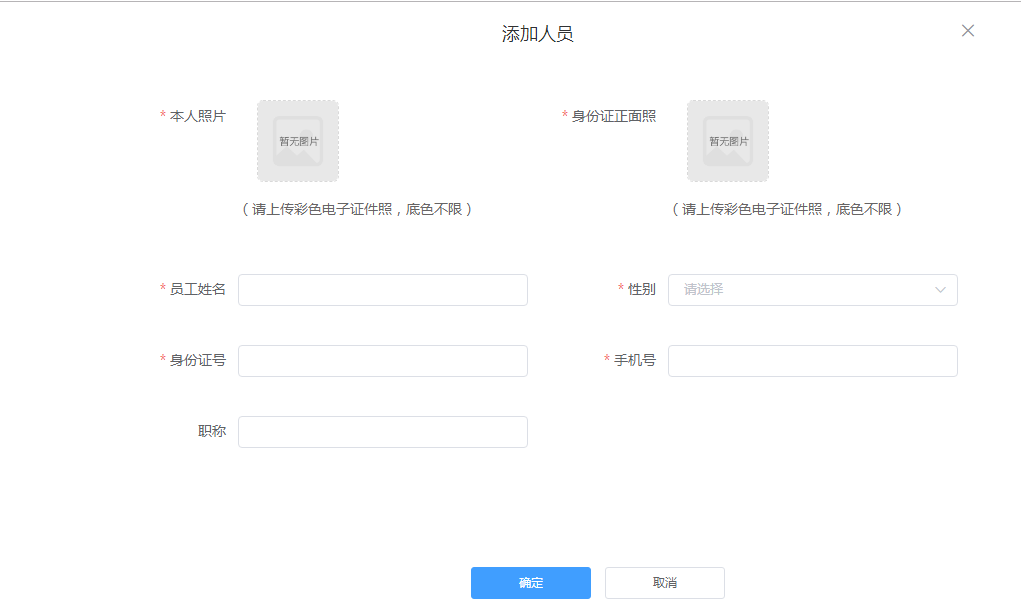 添加人员
* 本人照片
暂无图片
* 身份证正面照
暂无图片
（请上传彩色电子证件照，底色不限）
（请上传彩色电子证件照，底色不限）
* 员工姓名
* 性别
请选择
* 身份证号
* 手机号
职称
确定
取消